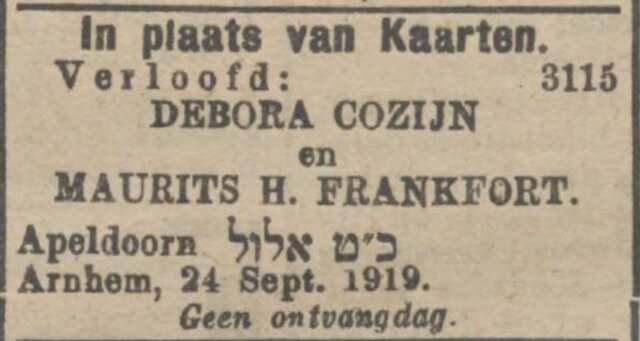 In plaats van Kaarten.
Verloofd: 3115
DEBORA COZIJN
en
MAURITS H. FRANKFORT.
Apeldoorn כ״ט אלול
Arnhem, 24 Sept. 1919.
Geen ontvangdag.